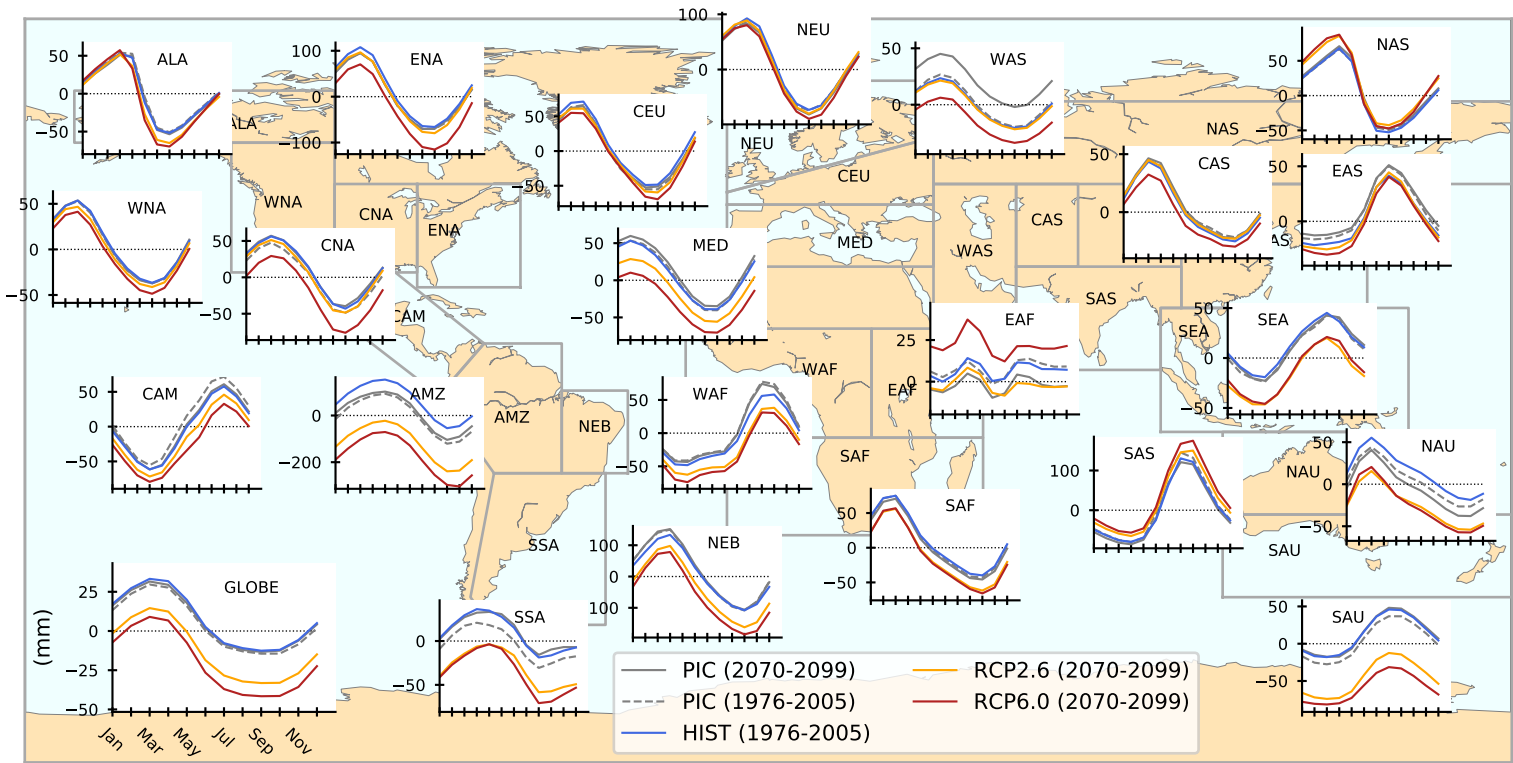 100
NEU
0
50
ALA
0
−50
100
ENA
0
−100
50
WAS
0
50
NAS
0
−50
50
CEU
0
−50
ALA
NEU
CEU
NAS
50
CAS
0
50
EAS
0
50
WNA
0
−50
WNA
CNA
ENA
50
CNA
0
−50
50
MED
0
−50
MED
WAS
CAS
EAS
SAS
CAM
SEA
25
EAF
0
50
SEA
0
−50
50
CAM
0
−50
0
AMZ
−200
AMZ
NEB
50
WAF
0
−50
WAF
EAF
SAF
SAS
100
0
50
NAU
0
−50
NAU
SAU
50
SAF
0
−50
100
NEB
0
100
SSA
25
GLOBE
0
−25
−50
(mm)
Jan
Mar
May
Jul
Sep
Nov
SSA
0
−50
50
SAU
0
−50
PIC (2070-2099)
PIC (1976-2005)
HIST (1976-2005)
RCP2.6 (2070-2099)
RCP6.0 (2070-2099)